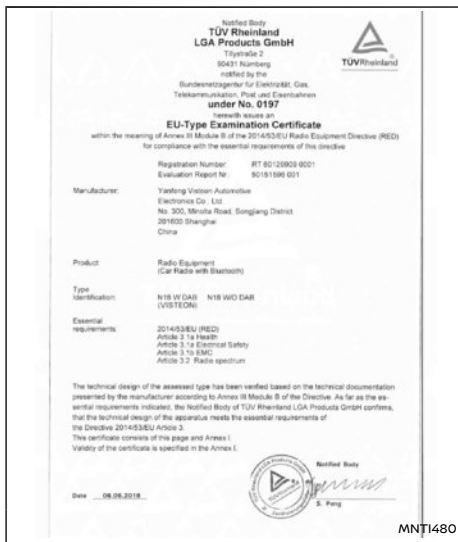 Notified Body
TÜV Rheinland
LGA Products GmbH
Tillystraße 2
90431 Nürnberg
notified by the
Bundesnetzagentur für Elektrizität, Gas,
Telekommunikation, Post und Eisenbahnen
under No. 0197
herewith issues an
EU-Type Examination Certificate
within the meaning of Annex III Module B of the 2014/53/EU Radio Equipment Directive (RED)
for compliance with the essential requirements of this directive
TÜVRheinland
Registration Number: RT 60128909 0001
Evaluation Report Nr.: 50151596 001
Manufacturer: Yanfeng Visteon Automotive
Electronics Co., Ltd.
No. 300, Minolta Road, Songjiang District
201600 Shanghai
China
Product: Radio Equipment
(Car Radio with Bluetooth)
Type
Identification: N18 W DAB N18 W/O DAB
(VISTEON)
Essential
requirements: 2014/53/EU (RED)
Article 3.1a Health
Article 3.1a Electrical Safety
Article 3.1b EMC
Article 3.2 Radio spectrum
The technical design of the assessed type has been verified based on the technical documentation
presented by the manufacturer according to Annex III Module B of the Directive. As far as the es-
sential requirements indicated, the Notified Body of TÜV Rheinland LGA Products GmbH confirms,
that the technical design of the apparatus meets the essential requirements of
the Directive 2014/53/EU Article 3.
This certificate consists of this page and Annex I.
Validity of the certificate is specified in the Annex I.
Notified Body
Date 06.06.2018
S. Pang
MNTI480